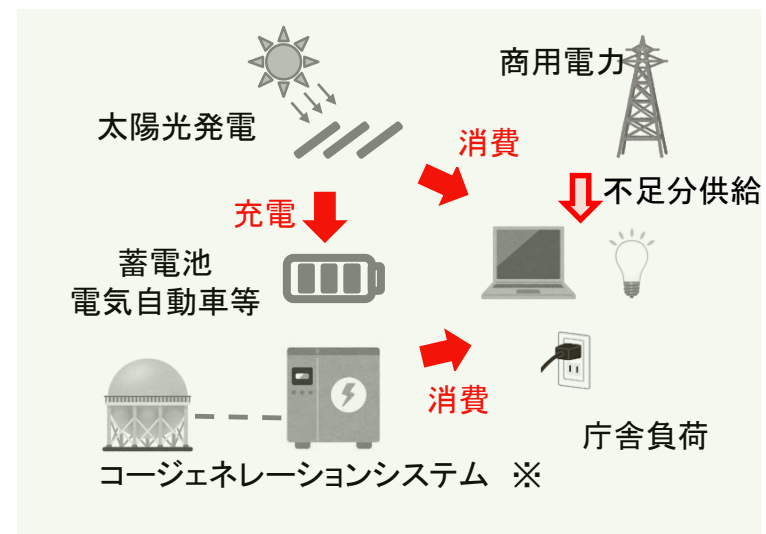 商用電力
太陽光発電
消費
不足分供給
充電
蓄電池
電気自動車等
消費
庁舎負荷
コージェネレーションシステム ※